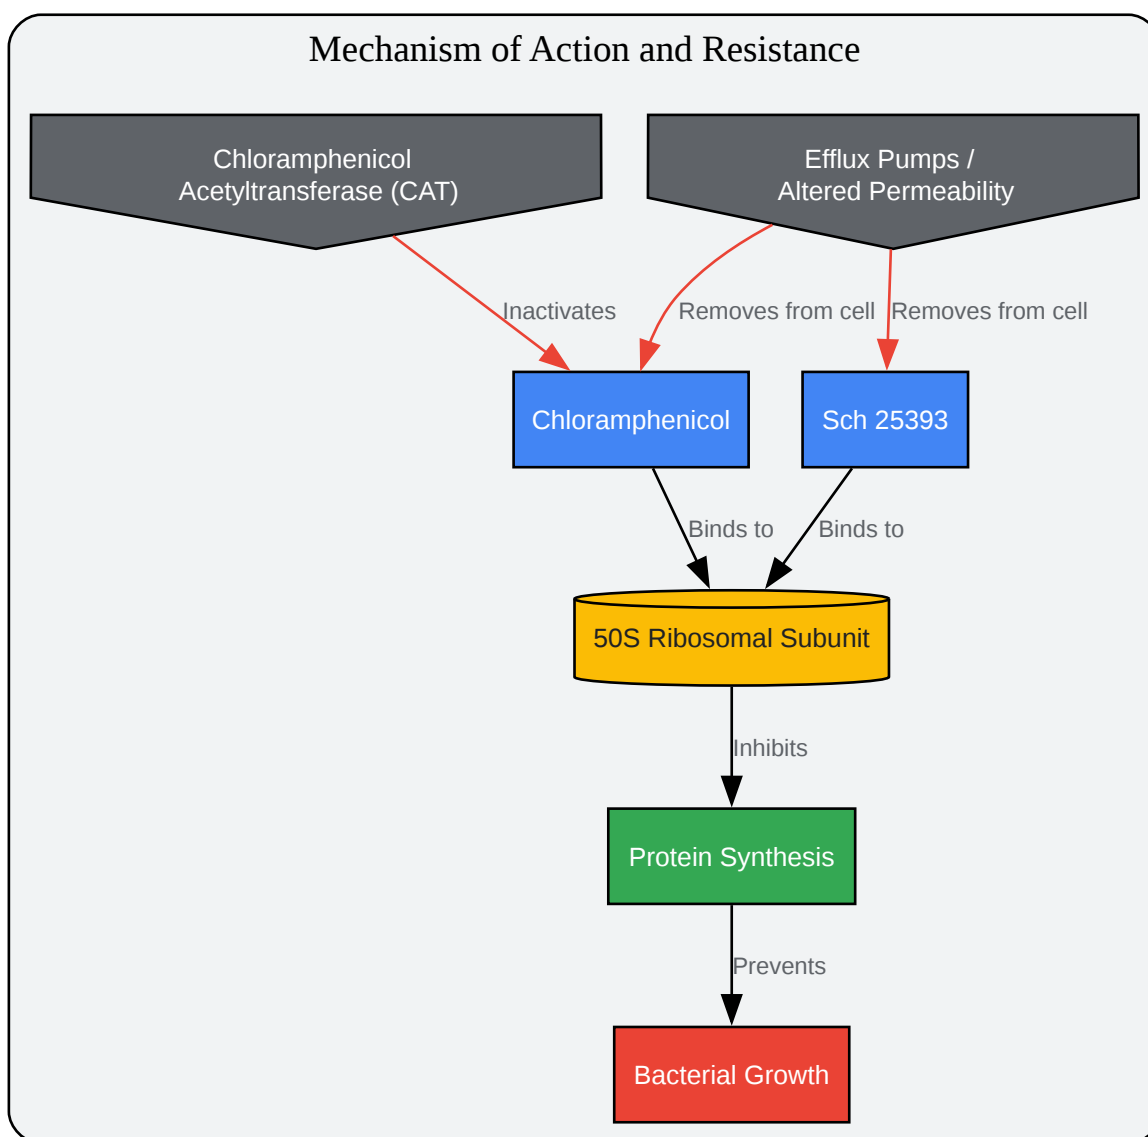 Mechanism of Action and Resistance
Chloramphenicol
Acetyltransferase (CAT)
Efflux Pumps /
Altered Permeability
Inactivates
Removes from cell
Removes from cell
Chloramphenicol
Sch 25393
Binds to
Binds to
50S Ribosomal Subunit
Inhibits
Protein Synthesis
Prevents
Bacterial Growth